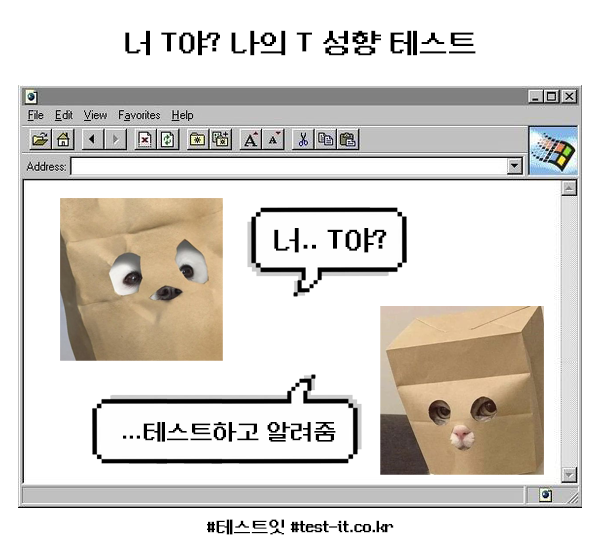 너 T야? 나의 T 성향 테스트
File Edit View Favorites Help
A A
Address:
너.. T야?
...테스트하고 알려줌
#테스트잇 #test-it.co.kr